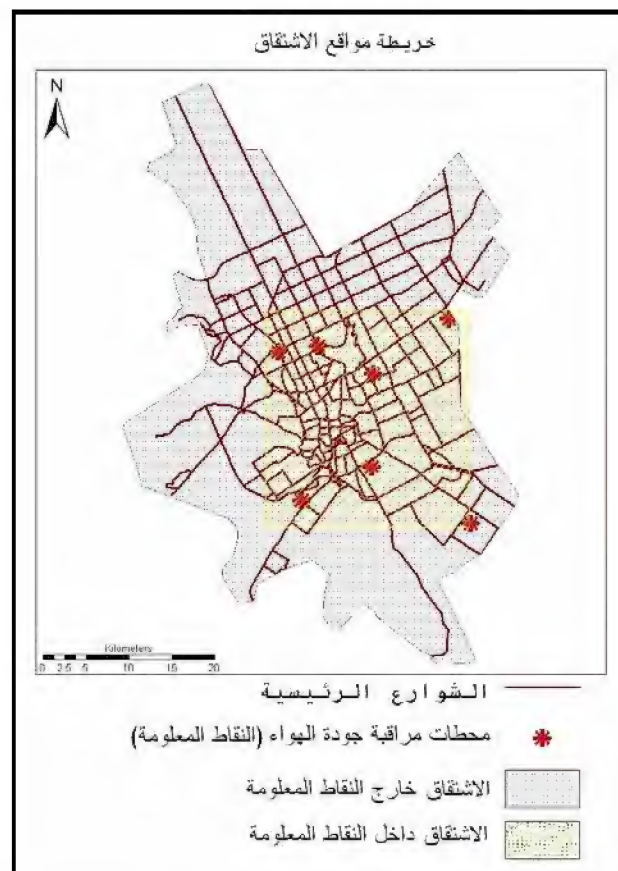 خريطة مواقع الاشتقاق
N
Kilometers
0 2.5 5 10 15 20
الشوارع الرئيسية
محطات مراقبة جودة الهواء (النقاط المعلومة)
الاشتقاق خارج النقاط المعلومة
الاشتقاق داخل النقاط المعلومة